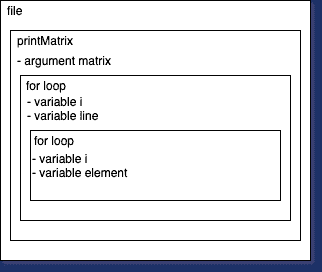 file
printMatrix
- argument matrix
for loop
- variable i
- variable line
for loop
- variable i
- variable element